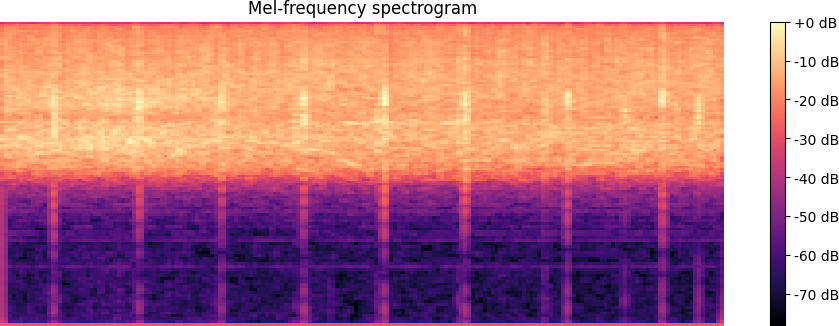 Mel-frequency spectrogram
+0 dB
-10 dB
-20 dB
-30 dB
-40 dB
-50 dB
-60 dB
-70 dB